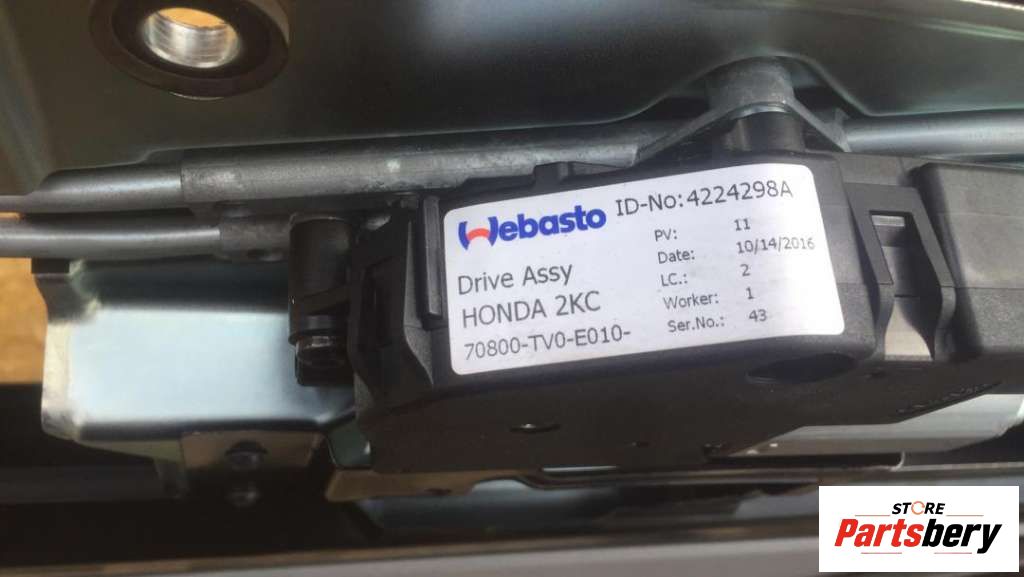 Webasto ID-No: 4224298A
Drive Assy
HONDA 2KC
70800-TV0-E010-
PV: 11
Date: 10/14/2016
LC.: 2
Worker: 1
Ser.No.: 43
STORE
Partsbery